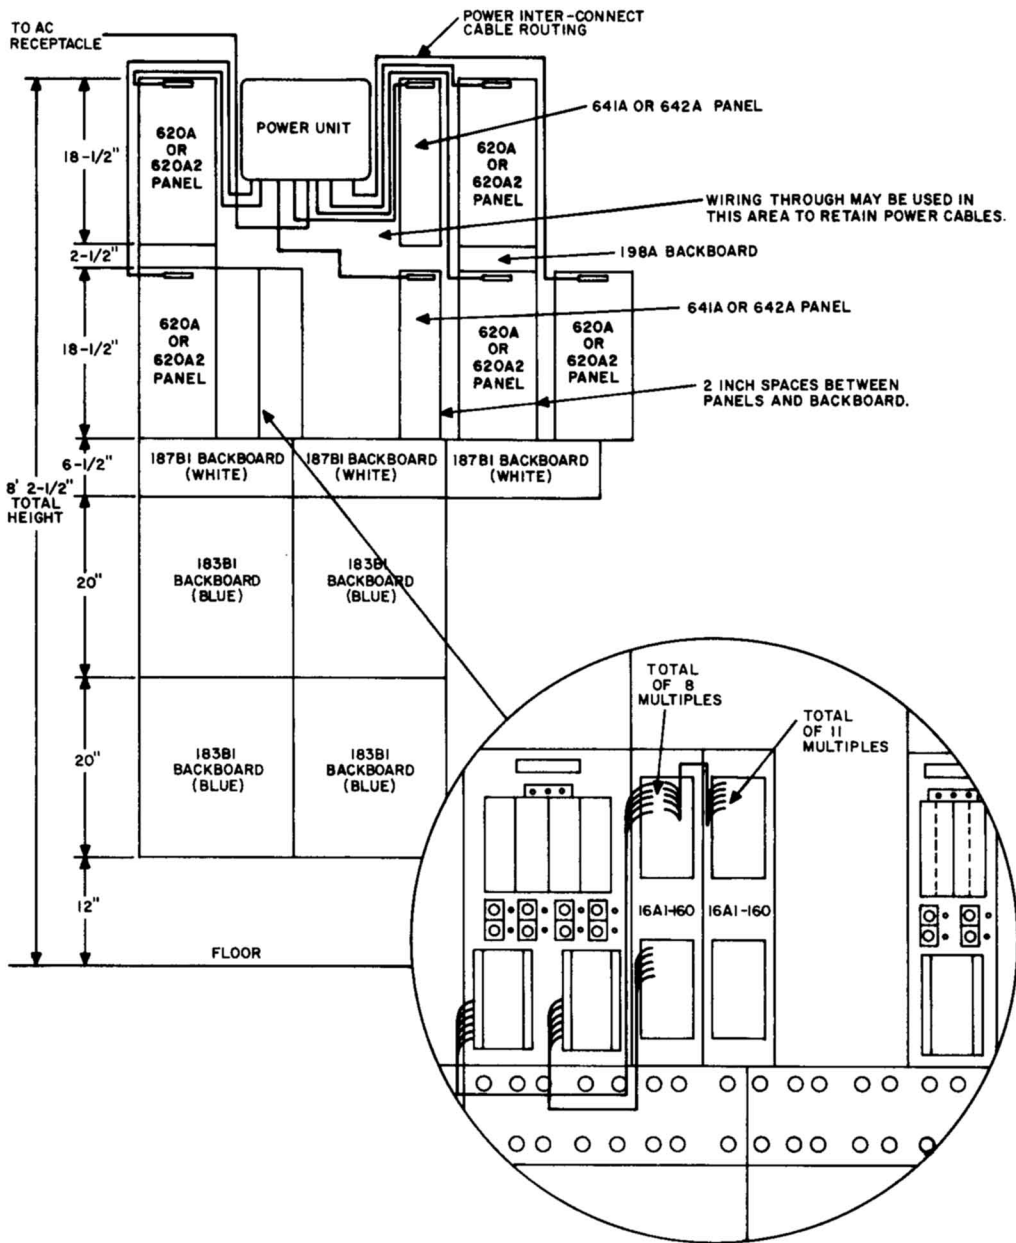 TO AC
RECEPTACLE
POWER INTER-CONNECT
CABLE ROUTING
POWER UNIT
641A OR 642A PANEL
18-1/2"
620A
OR
620A2
PANEL
620A
OR
620A2
PANEL
WIRING THROUGH MAY BE USED IN
THIS AREA TO RETAIN POWER CABLES.
2-1/2"
198A BACKBOARD
18-1/2"
620A
OR
620A2
PANEL
641A OR 642A PANEL
620A
OR
620A2
PANEL
620A
OR
620A2
PANEL
2 INCH SPACES BETWEEN
PANELS AND BACKBOARD.
6-1/2"
187B1 BACKBOARD
(WHITE)
187B1 BACKBOARD
(WHITE)
187B1 BACKBOARD
(WHITE)
8' 2-1/2"
TOTAL
HEIGHT
20"
183B1
BACKBOARD
(BLUE)
183B1
BACKBOARD
(BLUE)
20"
183B1
BACKBOARD
(BLUE)
183B1
BACKBOARD
(BLUE)
12"
FLOOR
TOTAL
OF 8
MULTIPLES
TOTAL
OF 11
MULTIPLES
16A1-160
16A1-160